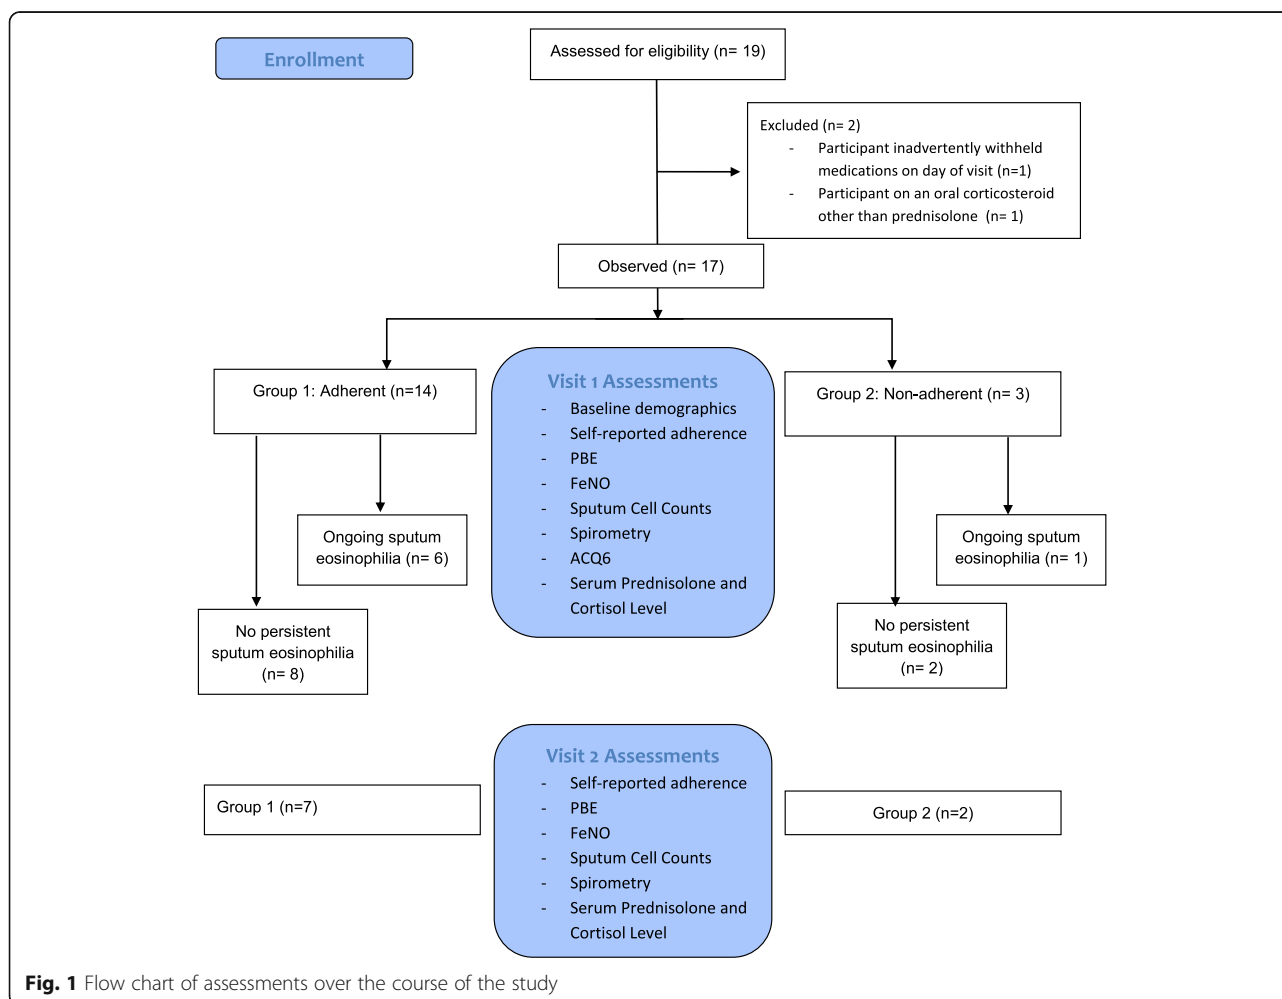 Enrollment
Assessed for eligibility (n= 19)
Excluded (n= 2)
- Participant inadvertently withheld
medications on day of visit (n=1)
- Participant on an oral corticosteroid
other than prednisolone (n= 1)
Observed (n= 17)
Group 1: Adherent (n=14)
Ongoing sputum
eosinophilia (n= 6)
No persistent
sputum eosinophilia
(n= 8)
Visit 1 Assessments
- Baseline demographics
- Self-reported adherence
- PBE
- FeNO
- Sputum Cell Counts
- Spirometry
- ACQ6
- Serum Prednisolone and
Cortisol Level
Group 2: Non-adherent (n= 3)
Ongoing sputum
eosinophilia (n= 1)
No persistent
sputum eosinophilia
(n= 2)
Group 1 (n=7)
Visit 2 Assessments
- Self-reported adherence
- PBE
- FeNO
- Sputum Cell Counts
- Spirometry
- Serum Prednisolone and
Cortisol Level
Group 2 (n=2)
Fig. 1 Flow chart of assessments over the course of the study